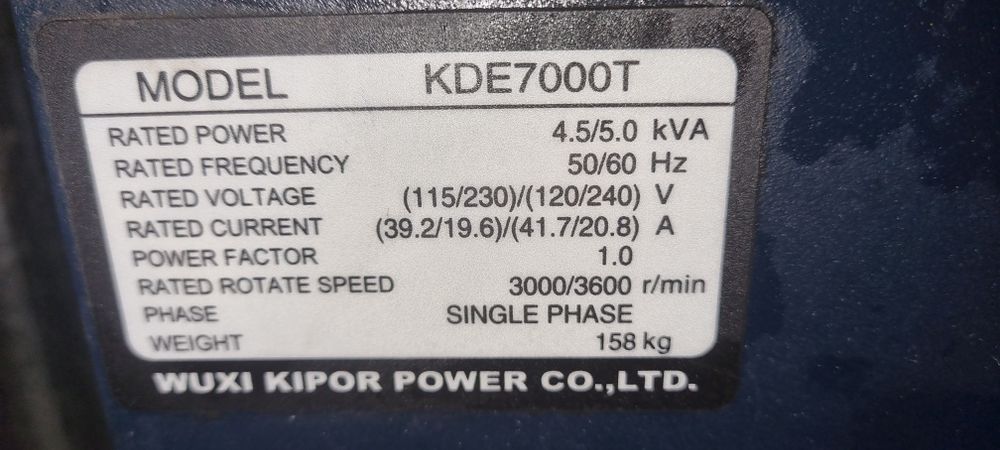 MODEL KDE7000T
RATED POWER 4.5/5.0 kVA
RATED FREQUENCY 50/60 Hz
RATED VOLTAGE (115/230)/(120/240) V
RATED CURRENT (39.2/19.6)/(41.7/20.8) A
POWER FACTOR 1.0
RATED ROTATE SPEED 3000/3600 r/min
PHASE SINGLE PHASE
WEIGHT 158 kg
WUXI KIPOR POWER CO.,LTD.